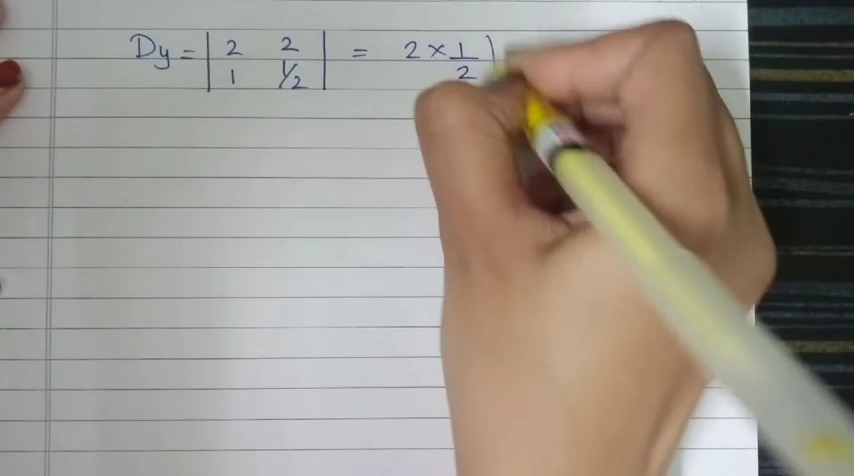 Dy = | 2 2 | = 2 × 1/2 )
| 1 1/2 |